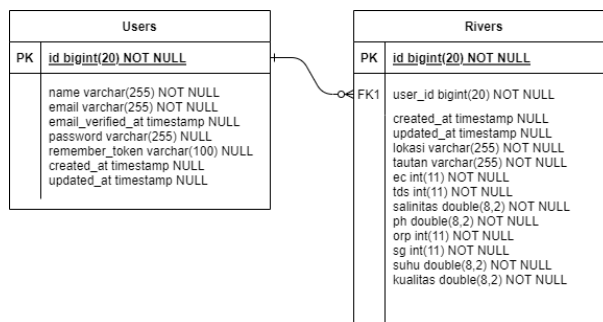 Users
PK id bigint(20) NOT NULL
name varchar(255) NOT NULL
email varchar(255) NOT NULL
email_verified_at timestamp NULL
password varchar(255) NULL
remember_token varchar(100) NULL
created_at timestamp NULL
updated_at timestamp NULL
Rivers
PK id bigint(20) NOT NULL
FK1 user_id bigint(20) NOT NULL
created_at timestamp NULL
updated_at timestamp NULL
lokasi varchar(255) NOT NULL
tautan varchar(255) NOT NULL
ec int(11) NOT NULL
tds int(11) NOT NULL
salinitas double(8,2) NOT NULL
ph double(8,2) NOT NULL
orp int(11) NOT NULL
sg int(11) NOT NULL
suhu double(8,2) NOT NULL
kualitas double(8,2) NOT NULL